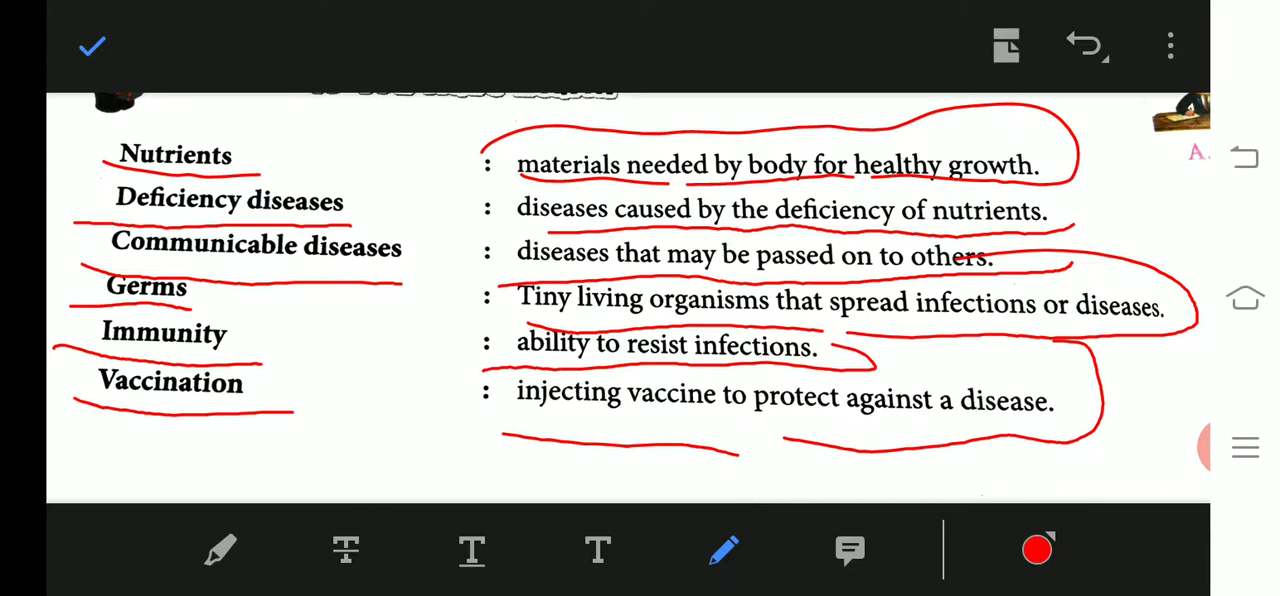 Nutrients : materials needed by body for healthy growth.
Deficiency diseases : diseases caused by the deficiency of nutrients.
Communicable diseases : diseases that may be passed on to others.
Germs : Tiny living organisms that spread infections or diseases.
Immunity : ability to resist infections.
Vaccination : injecting vaccine to protect against a disease.
A.
T T T